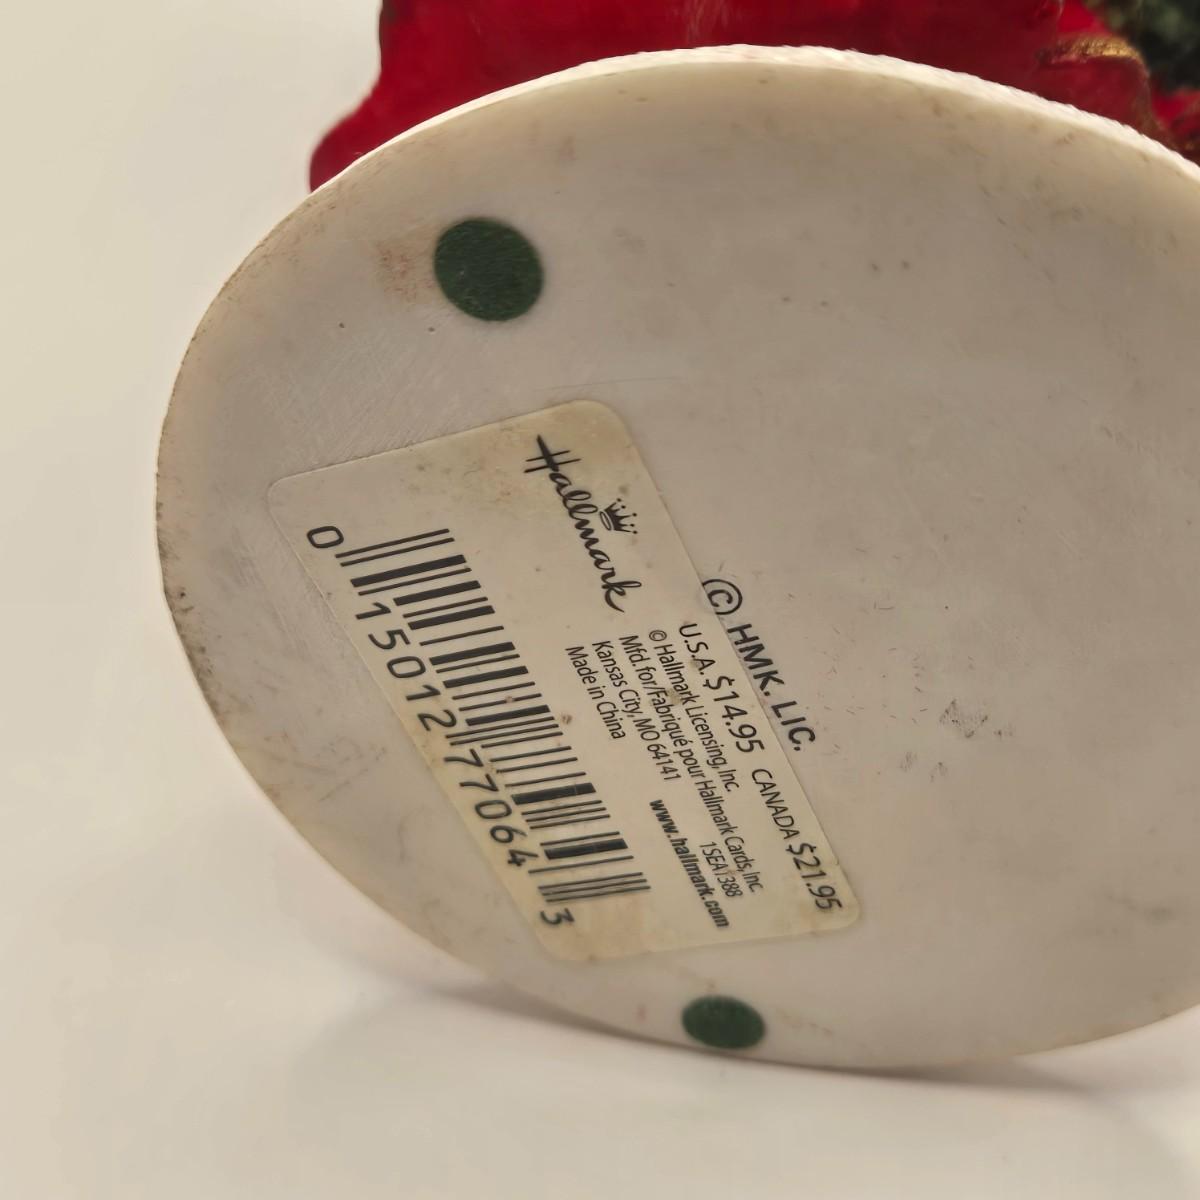 Hallmark
© HMK. LIC.
U.S.A. $14.95 CANADA $21.95
© Hallmark Licensing, Inc.
Mfd. for/Fabriqué pour Hallmark Cards, Inc.
Kansas City, MO 64141 1SEA1388
Made in China www.hallmark.com
0 15012 77064 3